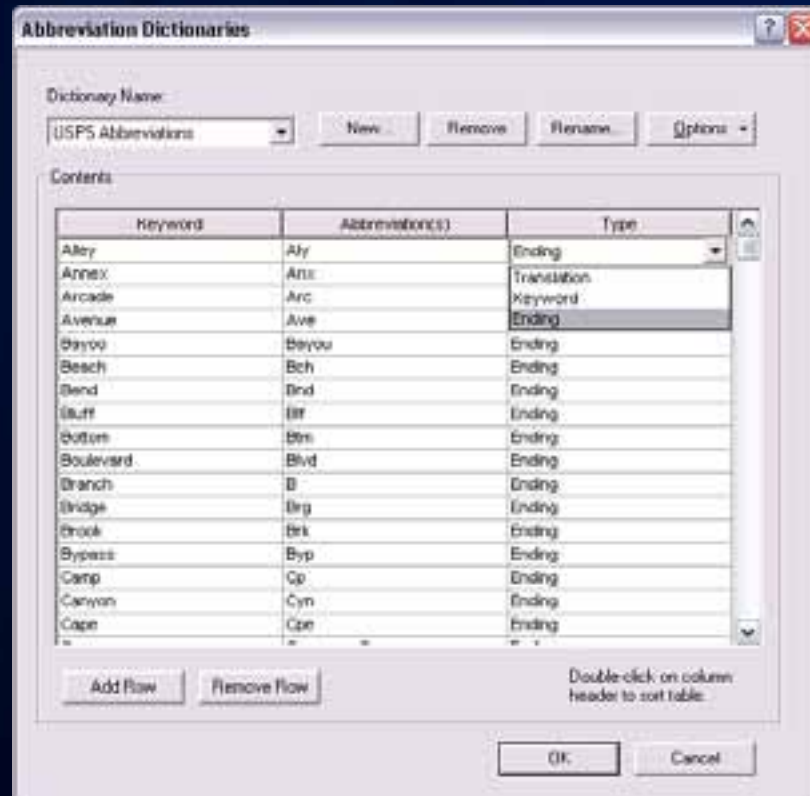 Abbreviation Dictionaries
Dictionary Name:
USPS Abbreviations New... Remove Rename... Options
Contents
Keyword Abbreviation(s) Type
Alley Aly Ending
Annex Anx Translation
Arcade Arc Keyword
Avenue Ave Ending
Bayoo Bayou Ending
Beach Bch Ending
Bend Bnd Ending
Bluff Blf Ending
Bottom Btm Ending
Boulevard Blvd Ending
Branch B Ending
Bridge Brg Ending
Brook Brk Ending
Bypass Byp Ending
Camp Cp Ending
Canyon Cyn Ending
Cape Cpe Ending
Add Row Remove Row
Double-click on column
header to sort table.
OK Cancel